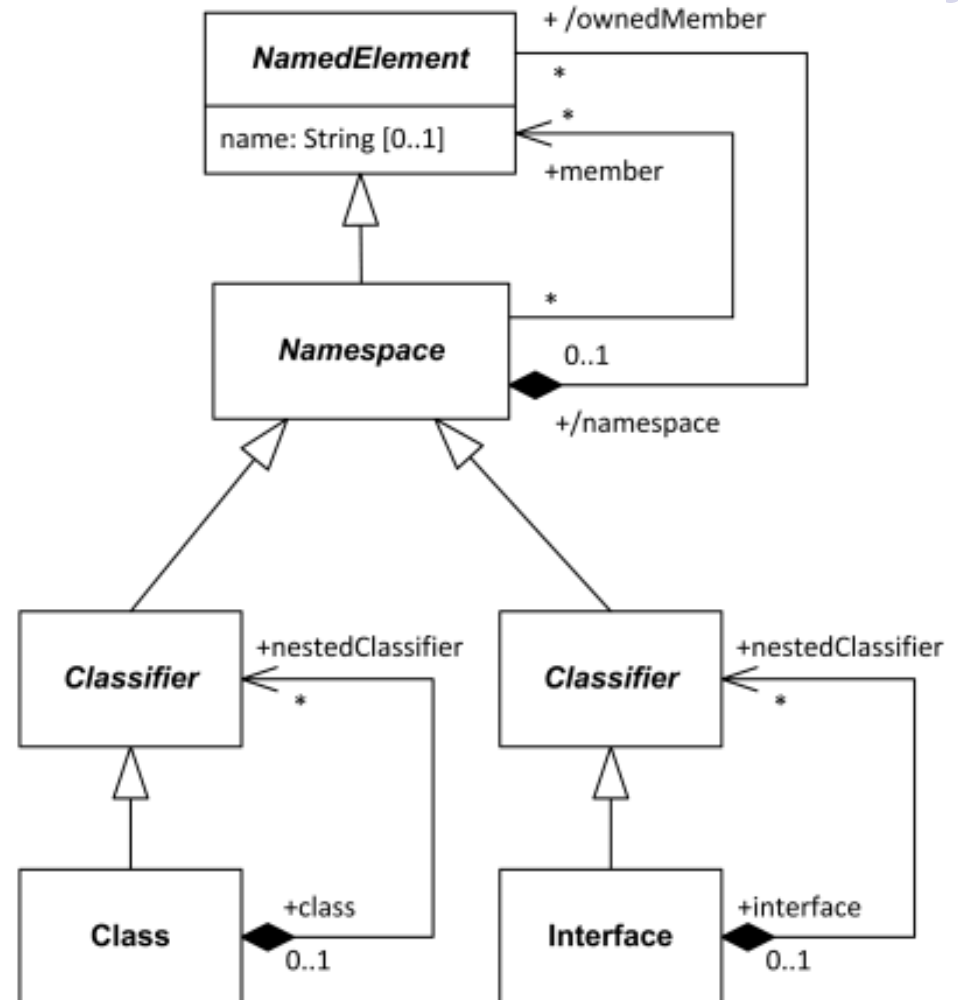 + /ownedMember
NamedElement
*
*
name: String [0..1]
+member
*
Namespace
0..1
+/namespace
+nestedClassifier
+nestedClassifier
Classifier
Classifier
*
*
+class
+interface
Class
Interface
0..1
0..1